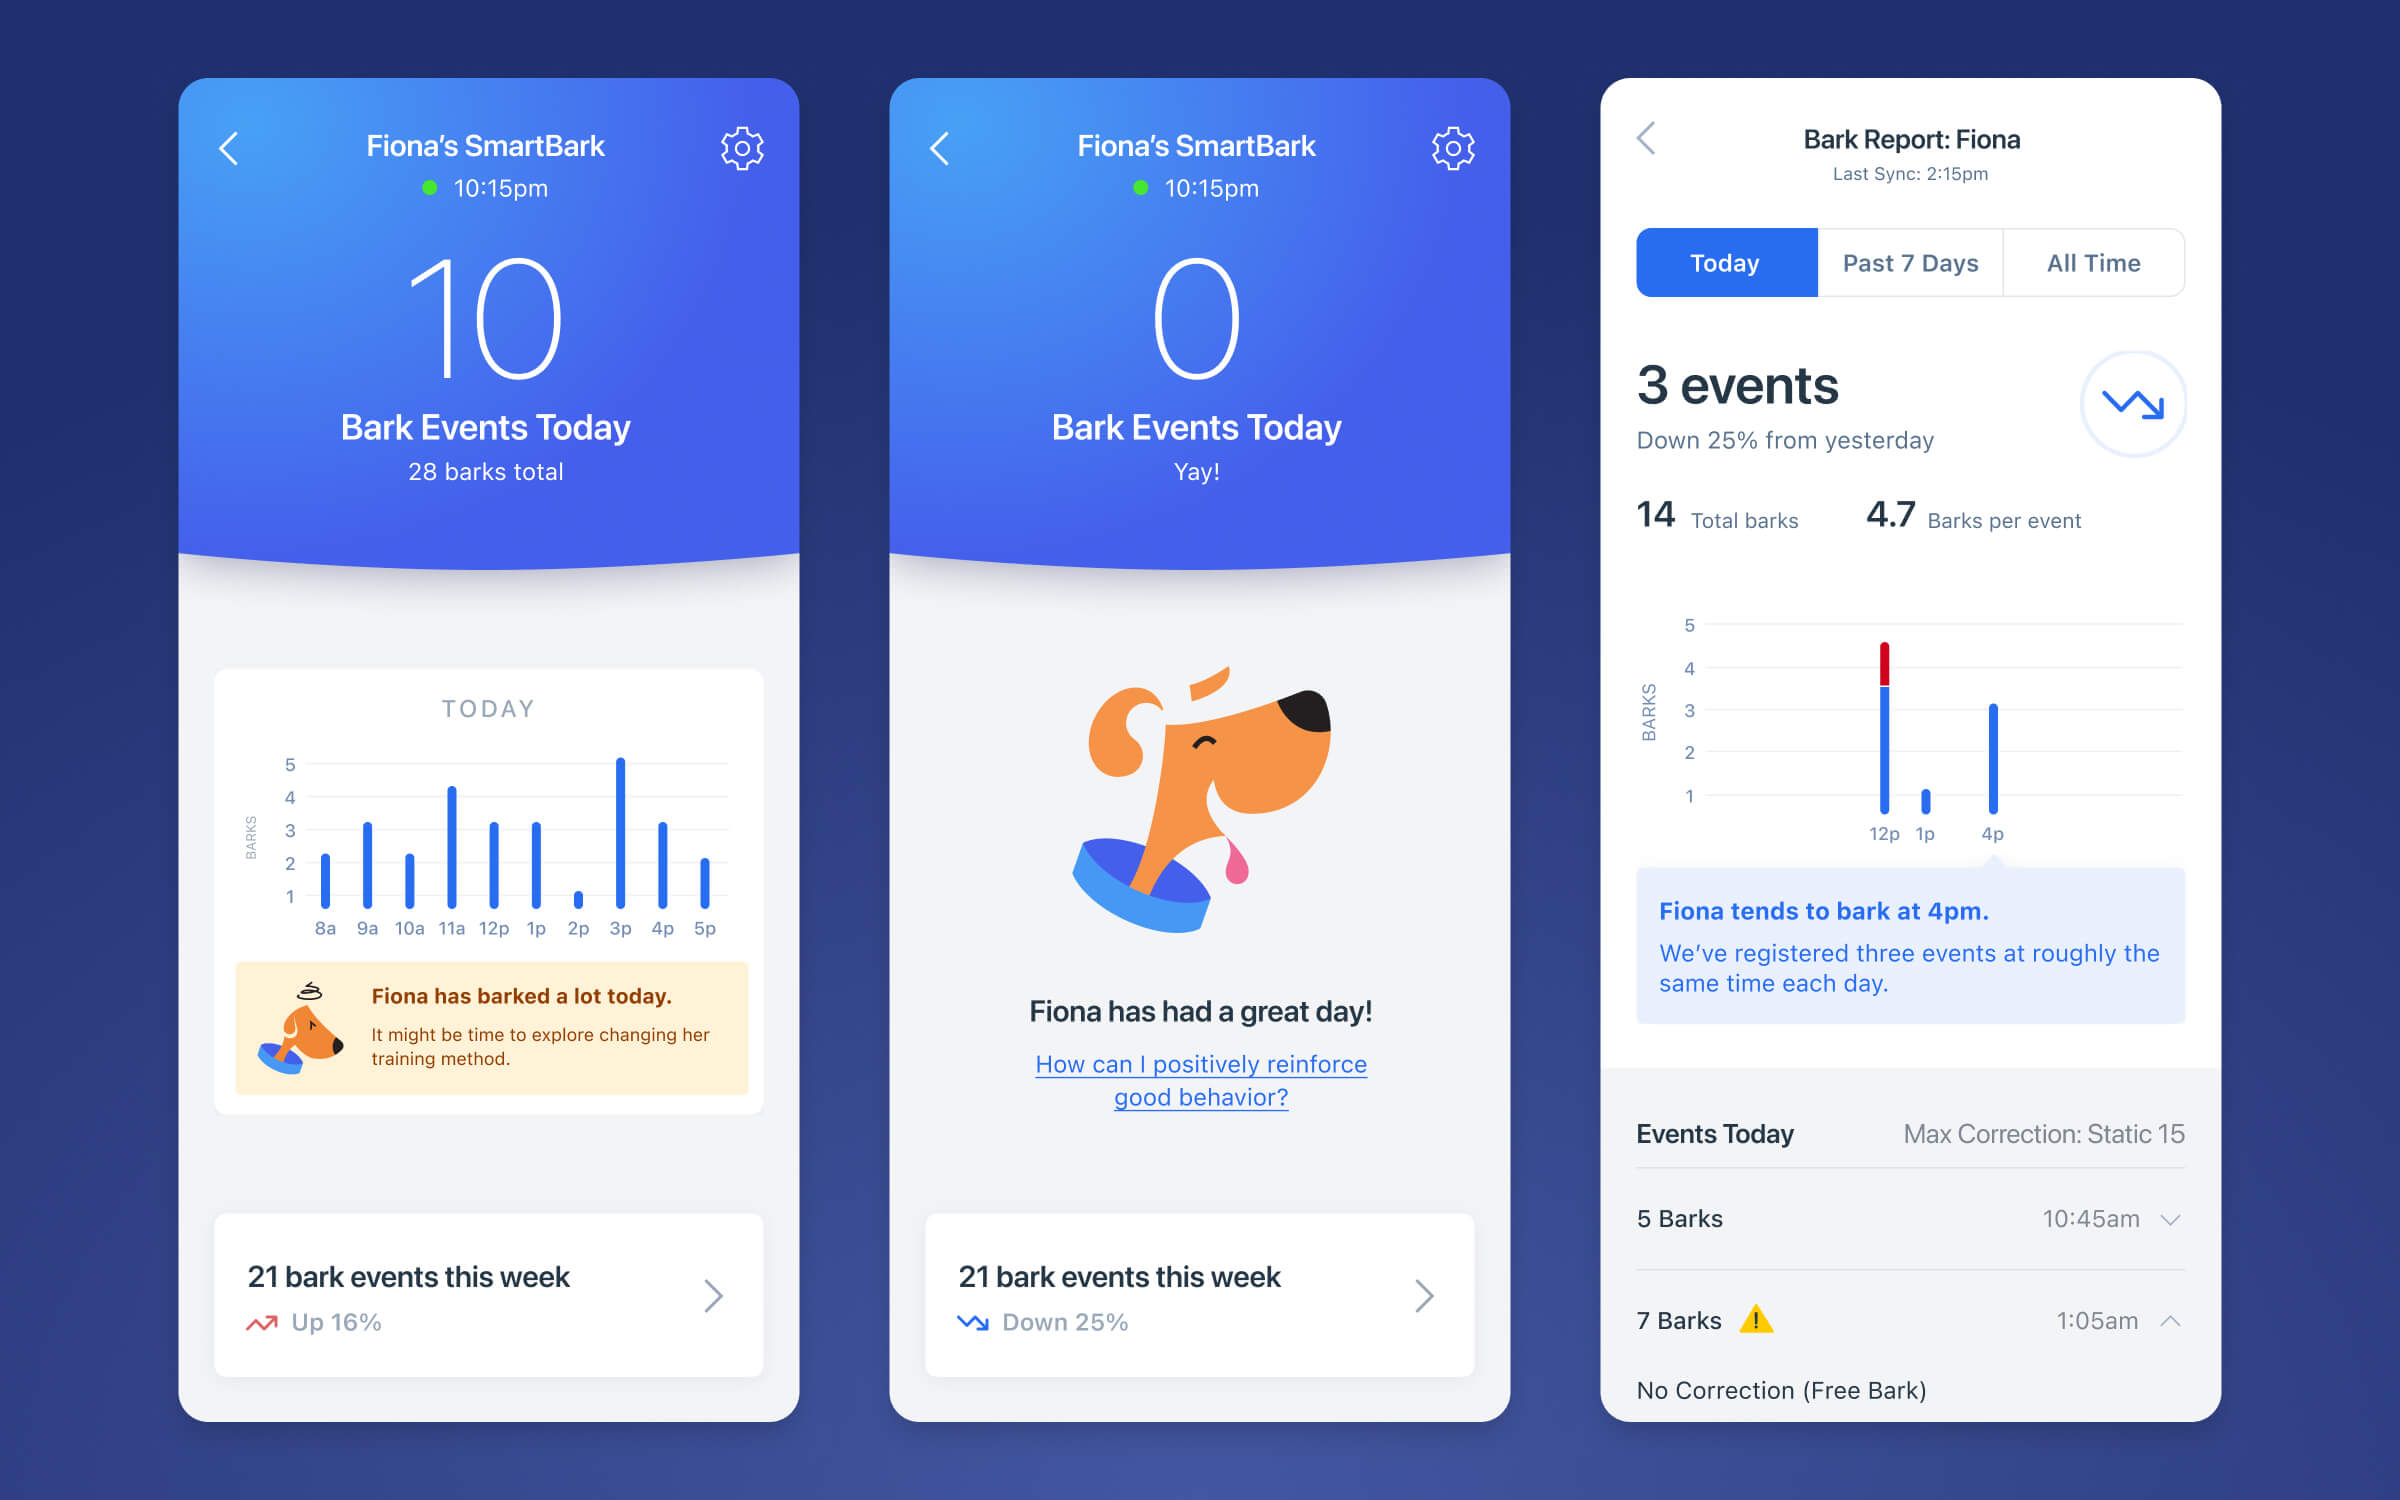 Fiona's SmartBark
10:15pm
10
Bark Events Today
28 barks total
TODAY
BARKS
5
4
3
2
1
8a 9a 10a 11a 12p 1p 2p 3p 4p 5p
Fiona has barked a lot today.
It might be time to explore changing her
training method.
21 bark events this week
Up 16%
Fiona's SmartBark
10:15pm
0
Bark Events Today
Yay!
Fiona has had a great day!
How can I positively reinforce
good behavior?
21 bark events this week
Down 25%
Bark Report: Fiona
Last Sync: 2:15pm
Today Past 7 Days All Time
3 events
Down 25% from yesterday
14 Total barks 4.7 Barks per event
BARKS
5
4
3
2
1
12p 1p 4p
Fiona tends to bark at 4pm.
We've registered three events at roughly the
same time each day.
Events Today Max Correction: Static 15
5 Barks 10:45am
7 Barks 1:05am
No Correction (Free Bark)